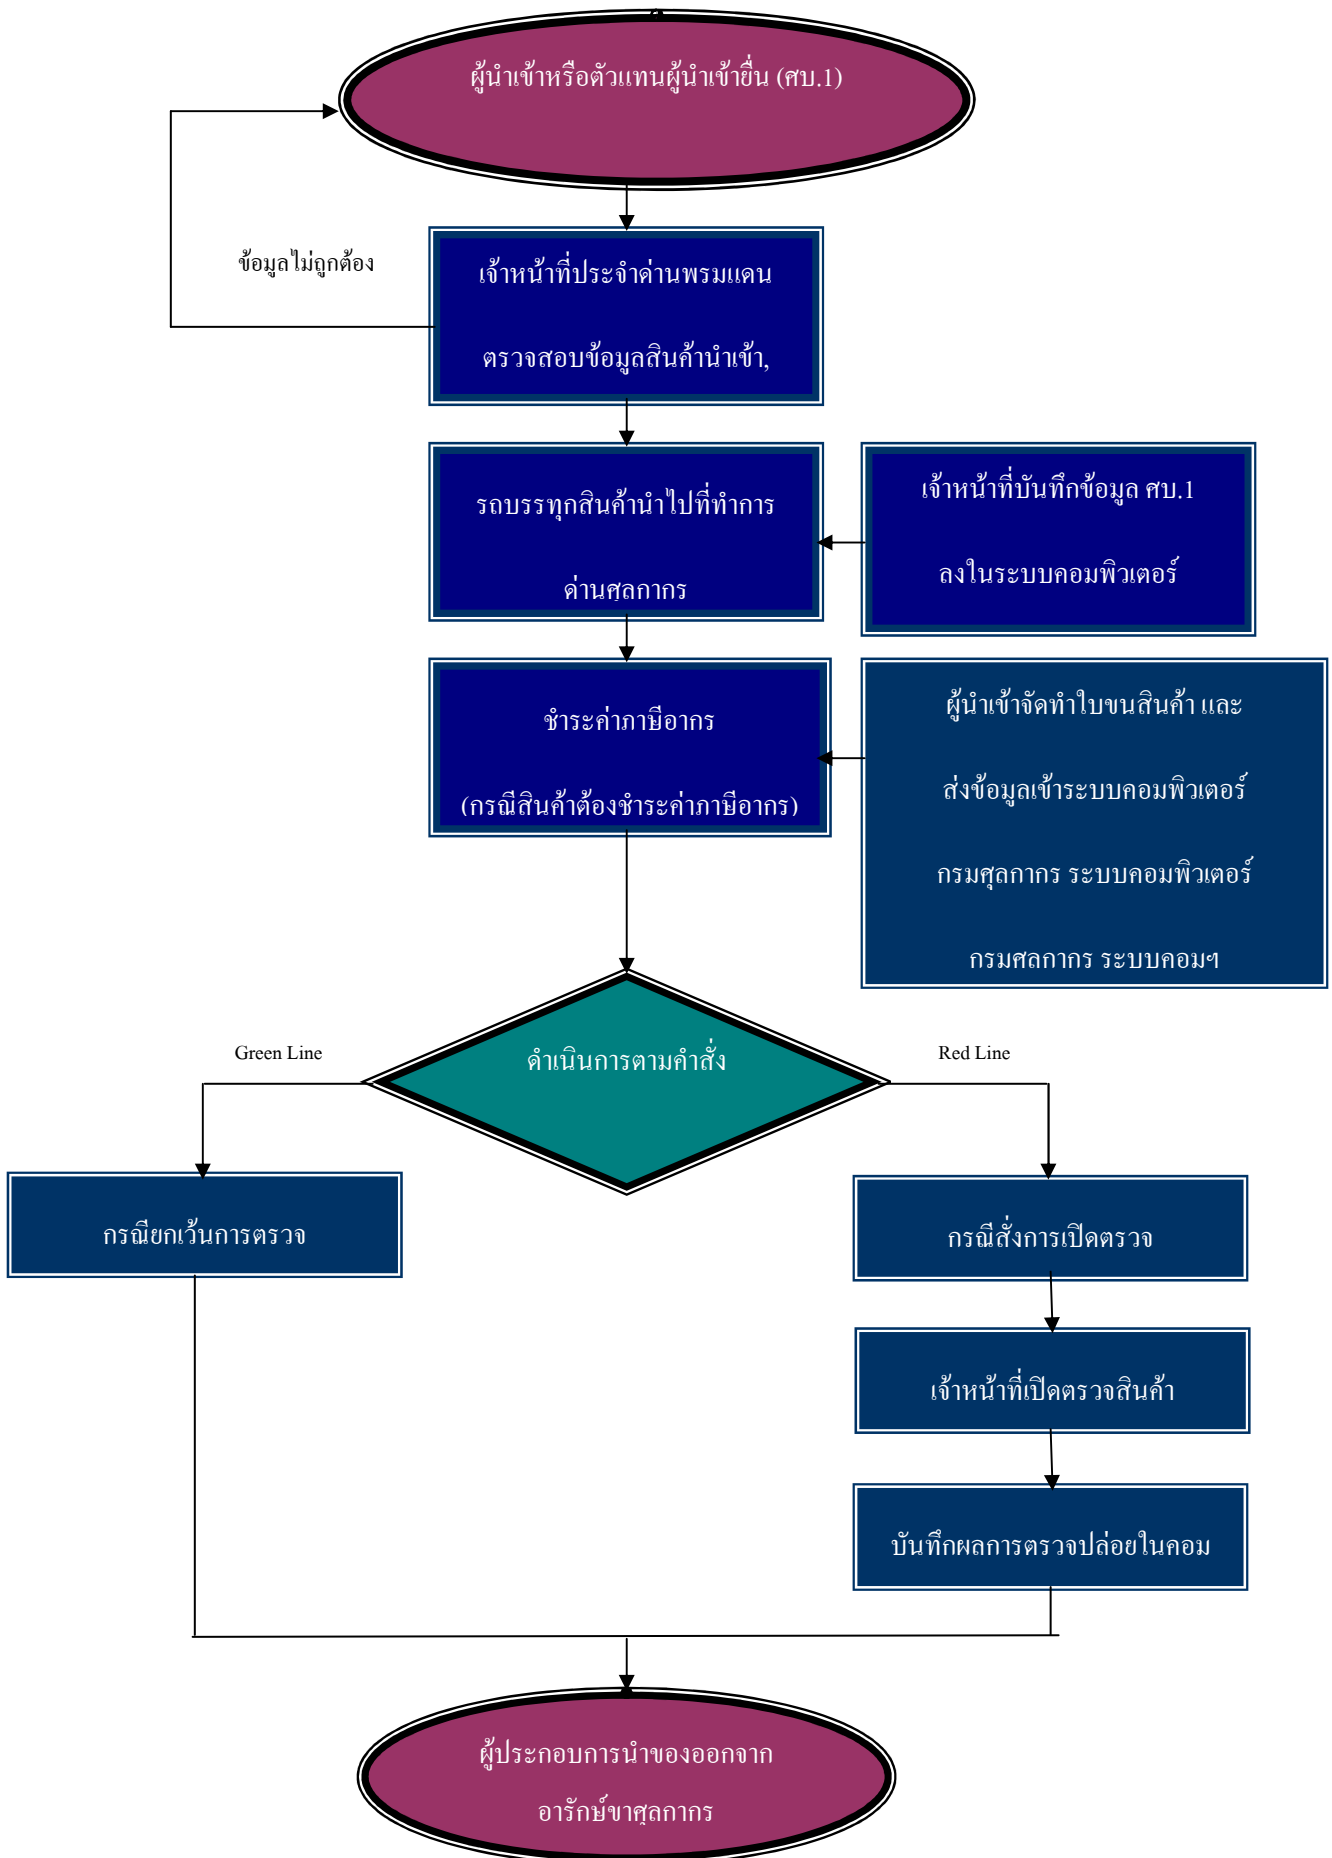 ผู้นำเข้าหรือตัวแทนผู้นำเข้ายื่น (ศบ.1)
ข้อมูลไม่ถูกต้อง
เจ้าหน้าที่ประจำด่านพรมแดน
ตรวจสอบข้อมูลสินค้านำเข้า,
รถบรรทุกสินค้านำไปที่ทำการ
ด่านศุลกากร
เจ้าหน้าที่บันทึกข้อมูล ศบ.1
ลงในระบบคอมพิวเตอร์
ชำระค่าภาษีอากร
(กรณีสินค้าต้องชำระค่าภาษีอากร)
ผู้นำเข้าจัดทำใบขนสินค้า และ
ส่งข้อมูลเข้าระบบคอมพิวเตอร์
กรมศุลกากร ระบบคอมพิวเตอร์
กรมศลกากร ระบบคอมฯ
Green Line
ดำเนินการตามคำสั่ง
Red Line
กรณียกเว้นการตรวจ
กรณีสั่งการเปิดตรวจ
เจ้าหน้าที่เปิดตรวจสินค้า
บันทึกผลการตรวจปล่อยในคอม
ผู้ประกอบการนำของออกจาก
อารักษ์ขาศุลกากร